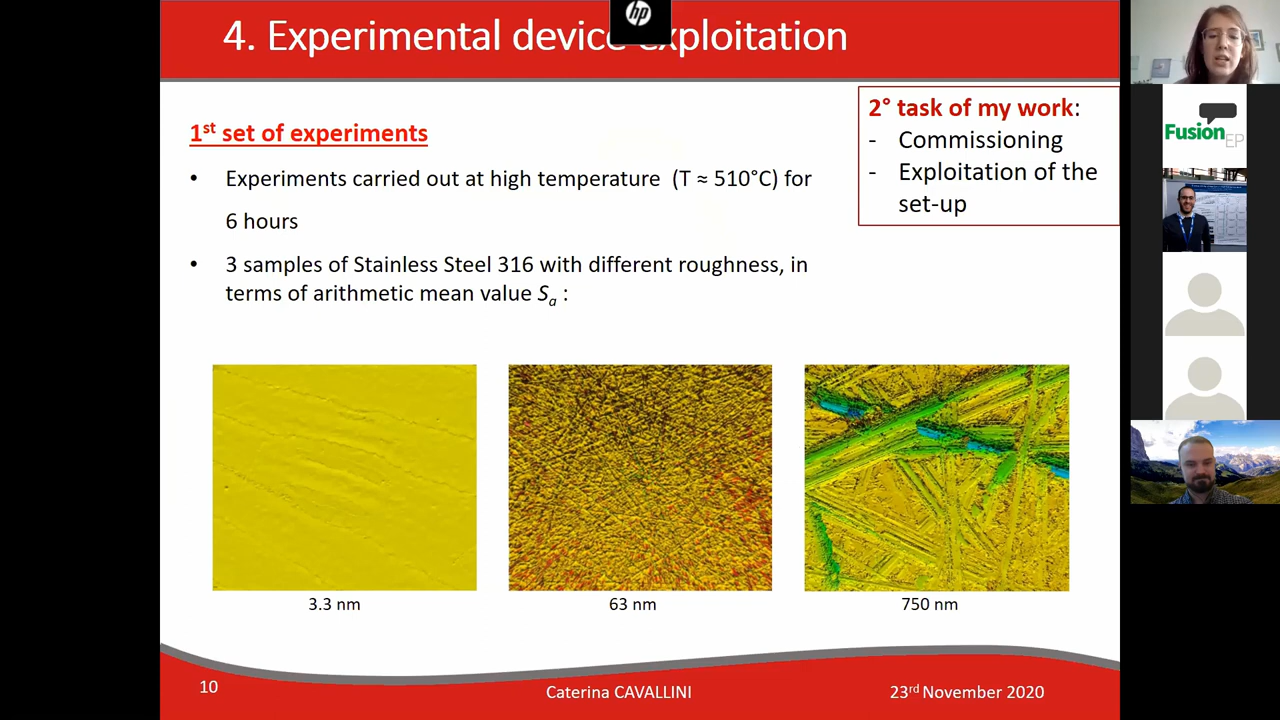 4. Experimental device exploitation
hp
1st set of experiments
• Experiments carried out at high temperature (T ≈ 510°C) for
6 hours
• 3 samples of Stainless Steel 316 with different roughness, in
terms of arithmetic mean value Sa :
2° task of my work:
- Commissioning
- Exploitation of the
set-up
3.3 nm
63 nm
750 nm
10
Caterina CAVALLINI
23rd November 2020
Fusion EP